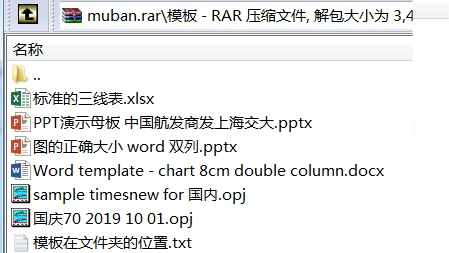 muban.rar\模板 - RAR 压缩文件, 解包大小为 3,4
名称
..
标准的三线表.xlsx
PPT演示母板 中国航发商发上海交大.pptx
图的正确大小 word 双列.pptx
Word template - chart 8cm double column.docx
sample timesnew for 国内.opj
国庆70 2019 10 01.opj
模板在文件夹的位置.txt